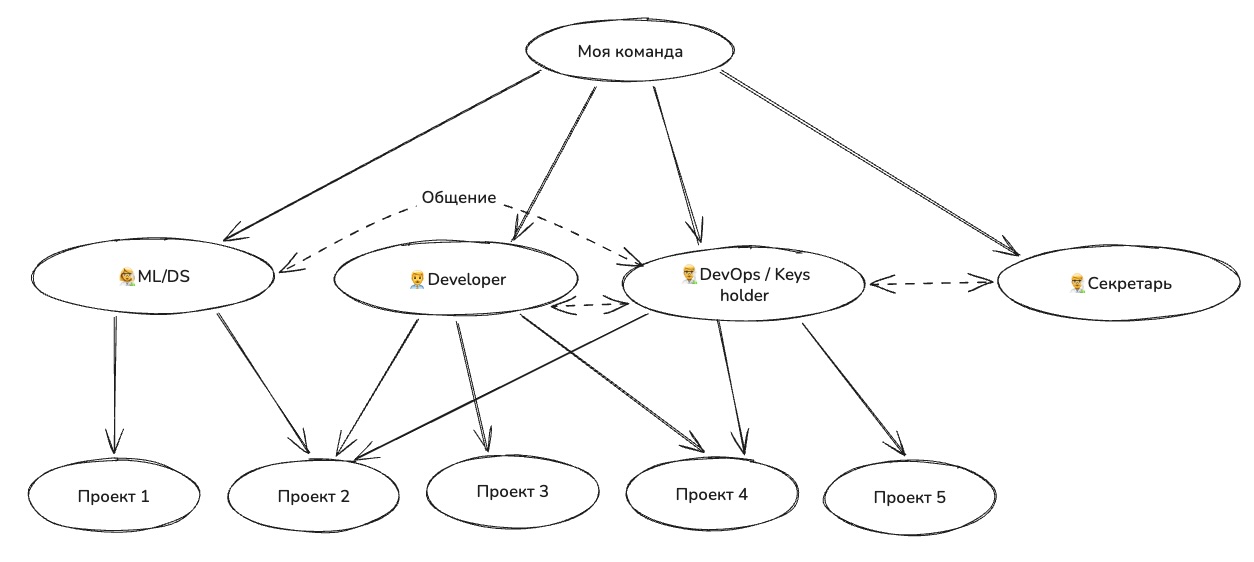 Моя команда
Общение
ML/DS
Developer
DevOps / Keys
holder
Секретарь
Проект 1
Проект 2
Проект 3
Проект 4
Проект 5